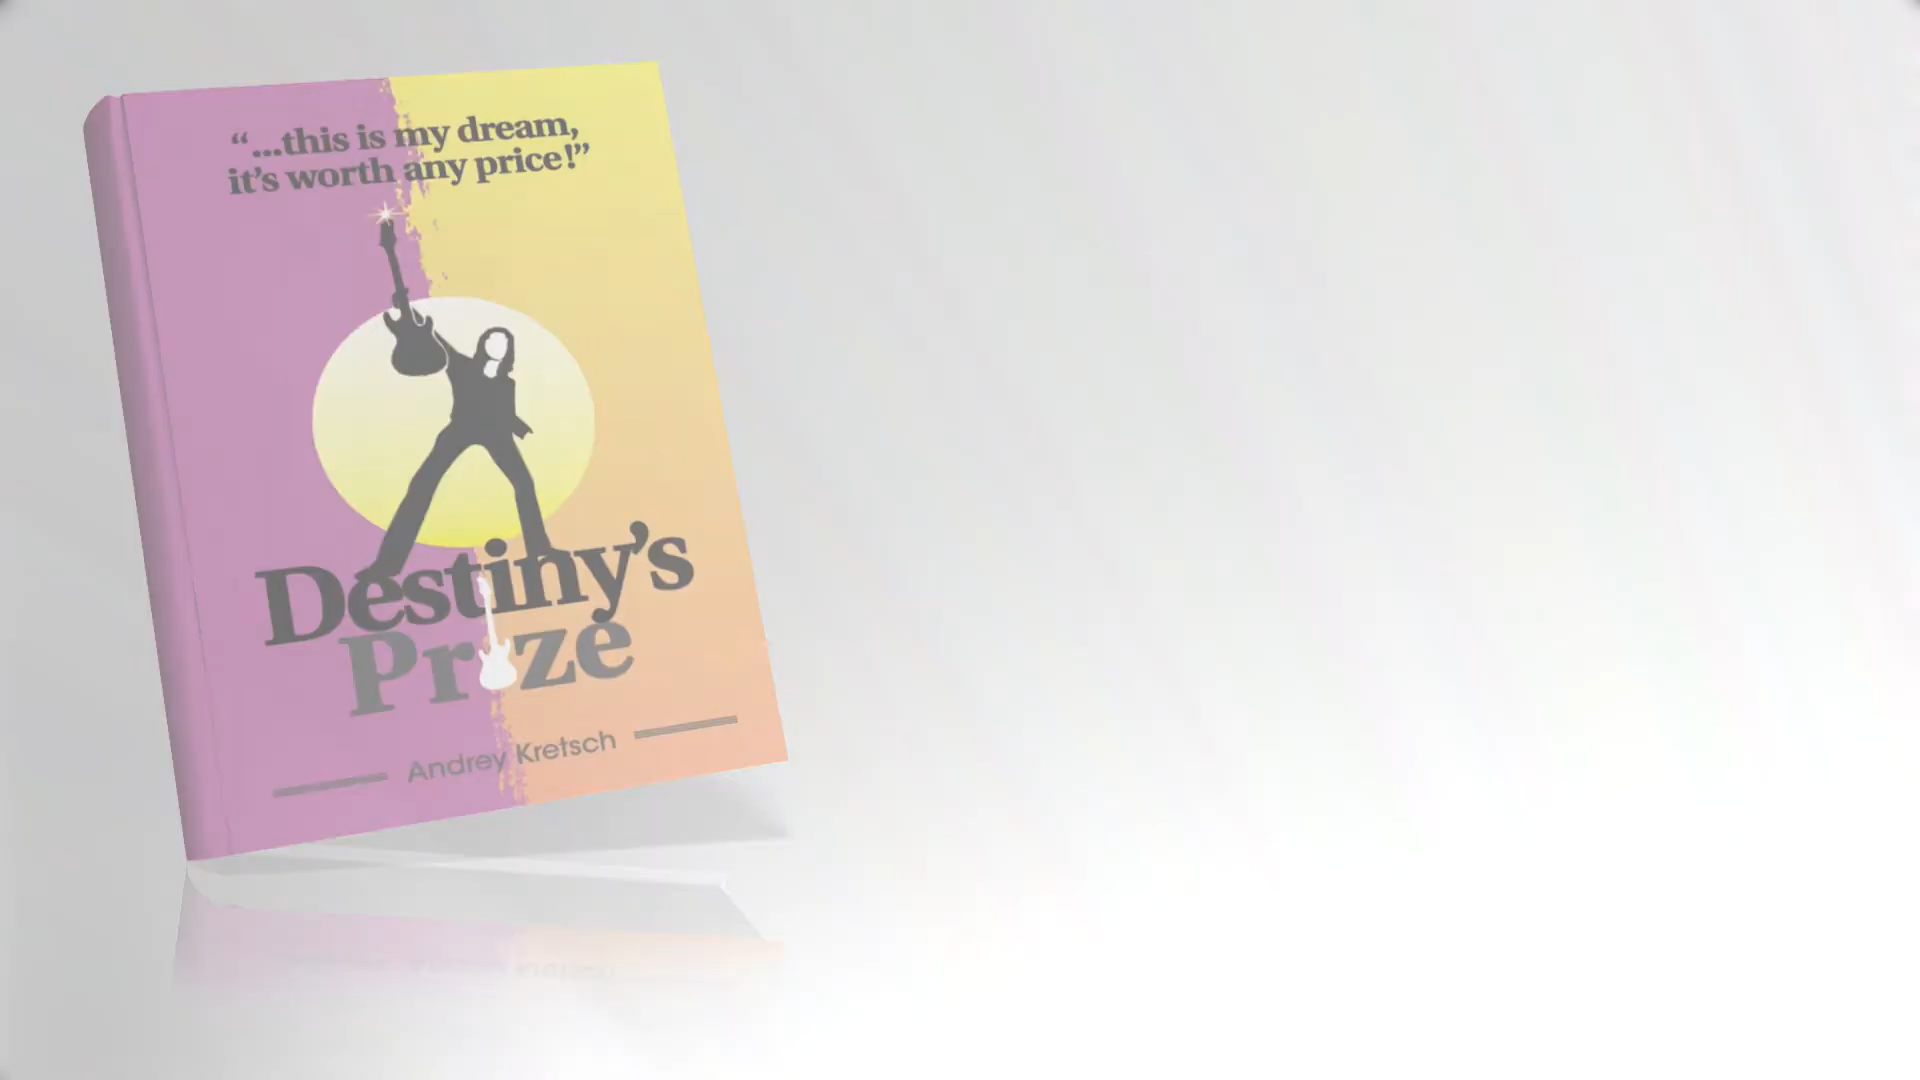 “...this is my dream,
it’s worth any price!”
Destiny’s
Prize
Andrey Kretsch